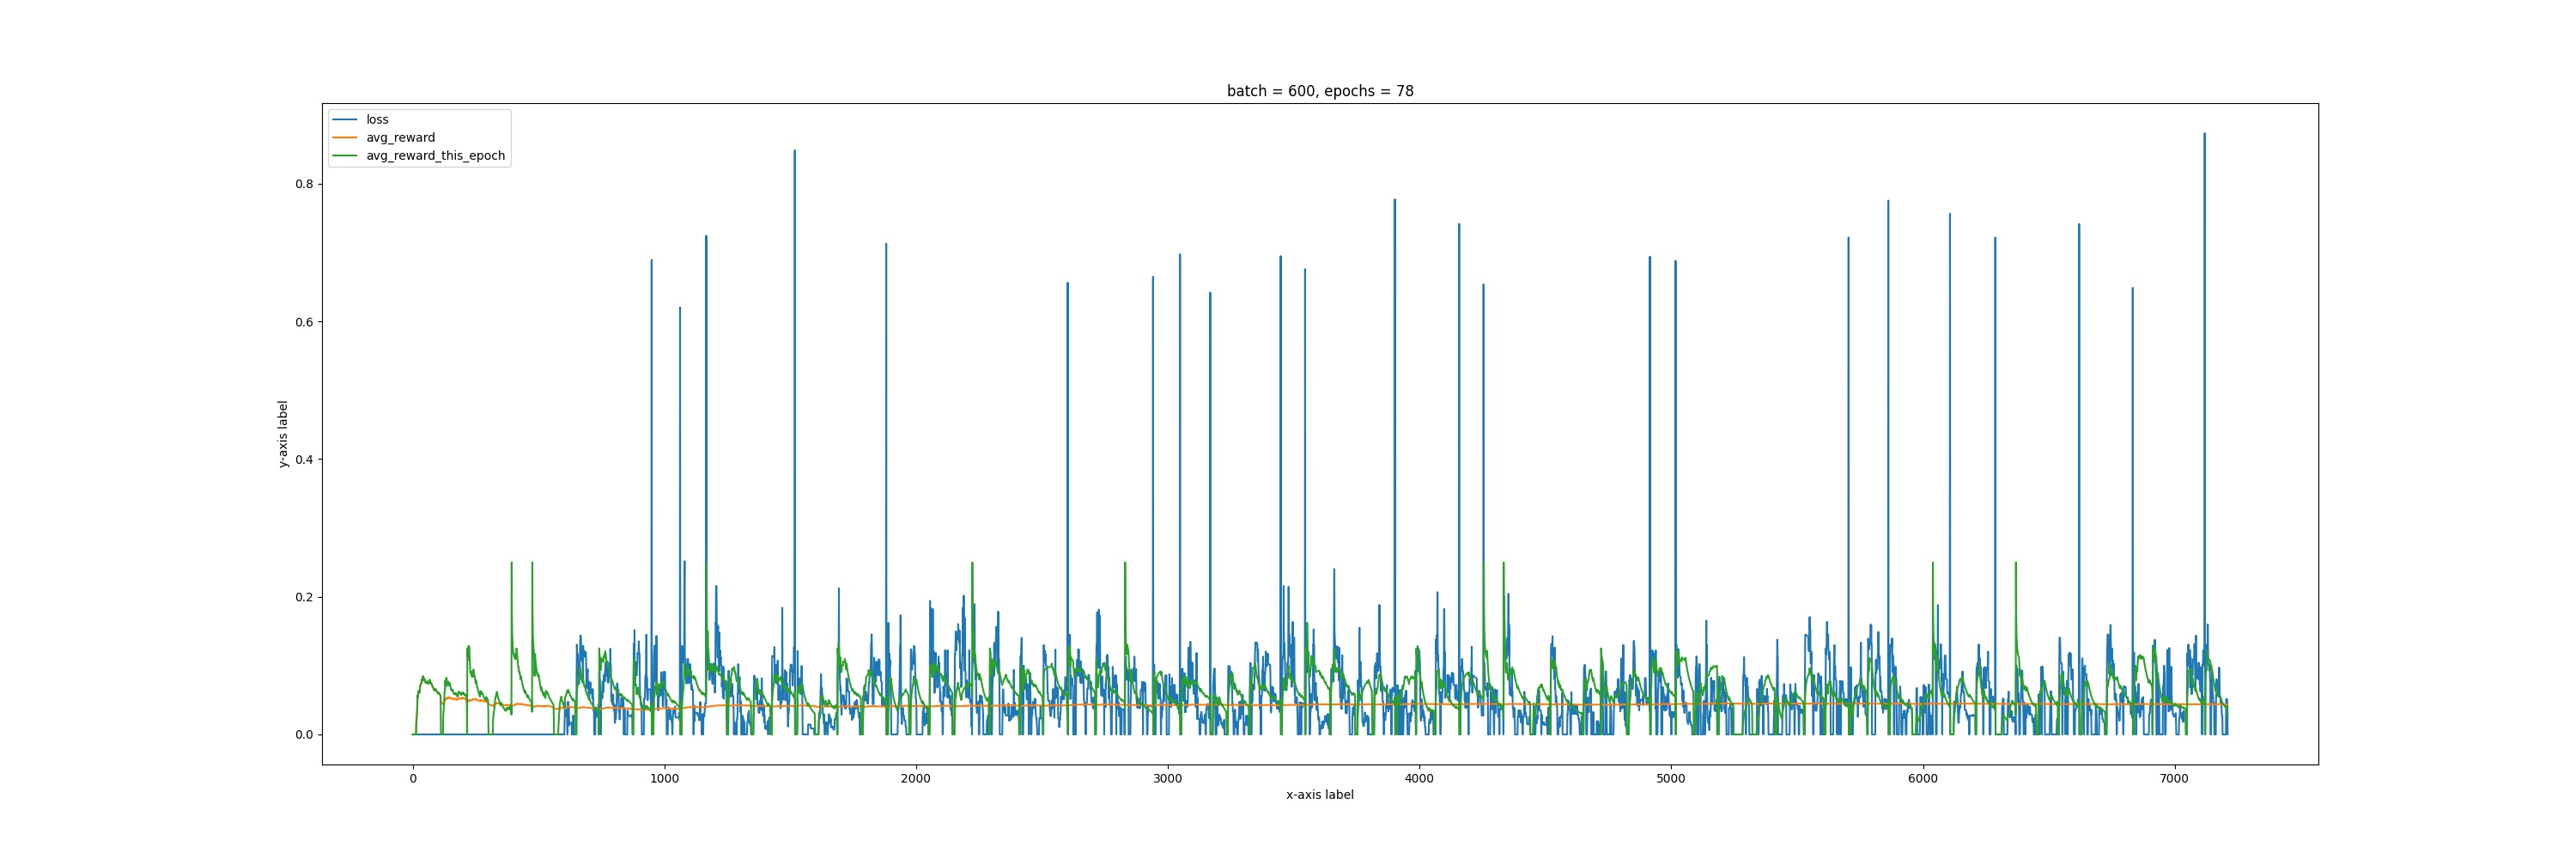 batch = 600, epochs = 78
loss
avg_reward
avg_reward_this_epoch
0.8
0.6
0.4
0.2
0.0
y-axis label
0 1000 2000 3000 4000 5000 6000 7000
x-axis label